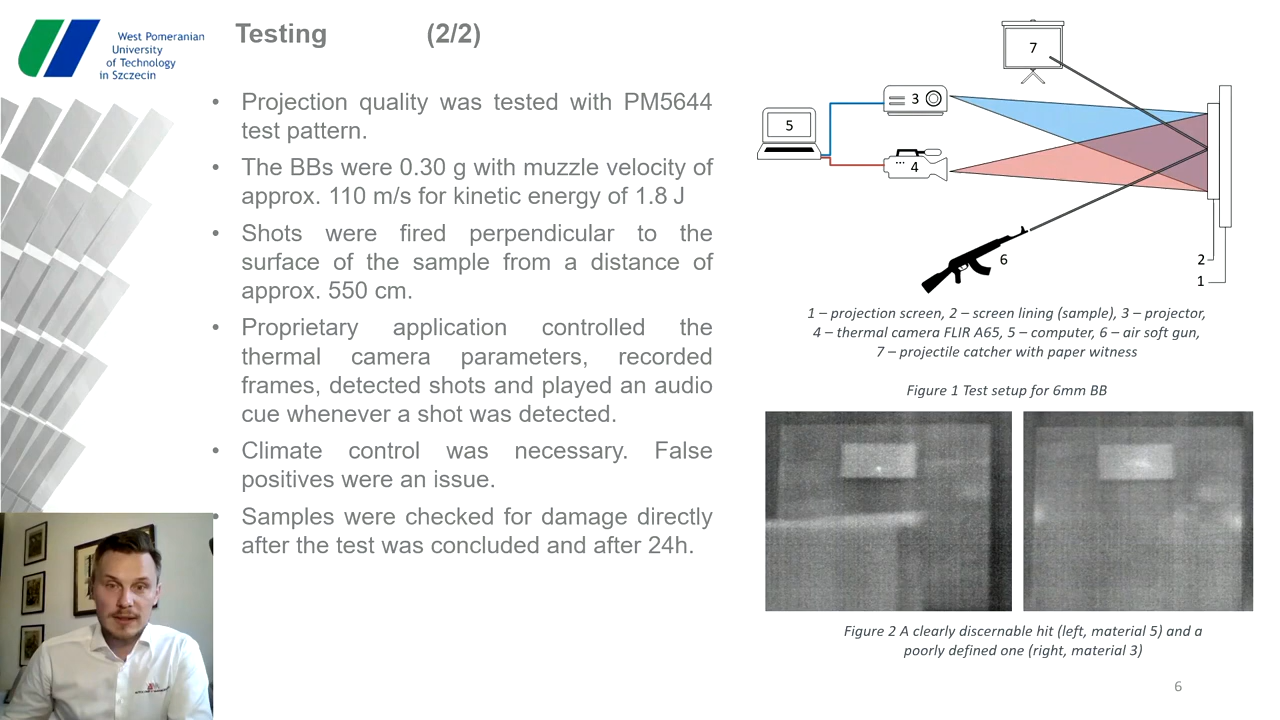 West Pomeranian
University
of Technology
in Szczecin
Testing (2/2)
• Projection quality was tested with PM5644
test pattern.
• The BBs were 0.30 g with muzzle velocity of
approx. 110 m/s for kinetic energy of 1.8 J
• Shots were fired perpendicular to the
surface of the sample from a distance of
approx. 550 cm.
• Proprietary application controlled the
thermal camera parameters, recorded
frames, detected shots and played an audio
cue whenever a shot was detected.
• Climate control was necessary. False
positives were an issue.
• Samples were checked for damage directly
after the test was concluded and after 24h.
7
3
5
4
6
2
1
1 – projection screen, 2 – screen lining (sample), 3 – projector,
4 – thermal camera FLIR A65, 5 – computer, 6 – air soft gun,
7 – projectile catcher with paper witness
Figure 1 Test setup for 6mm BB
Figure 2 A clearly discernable hit (left, material 5) and a
poorly defined one (right, material 3)
6